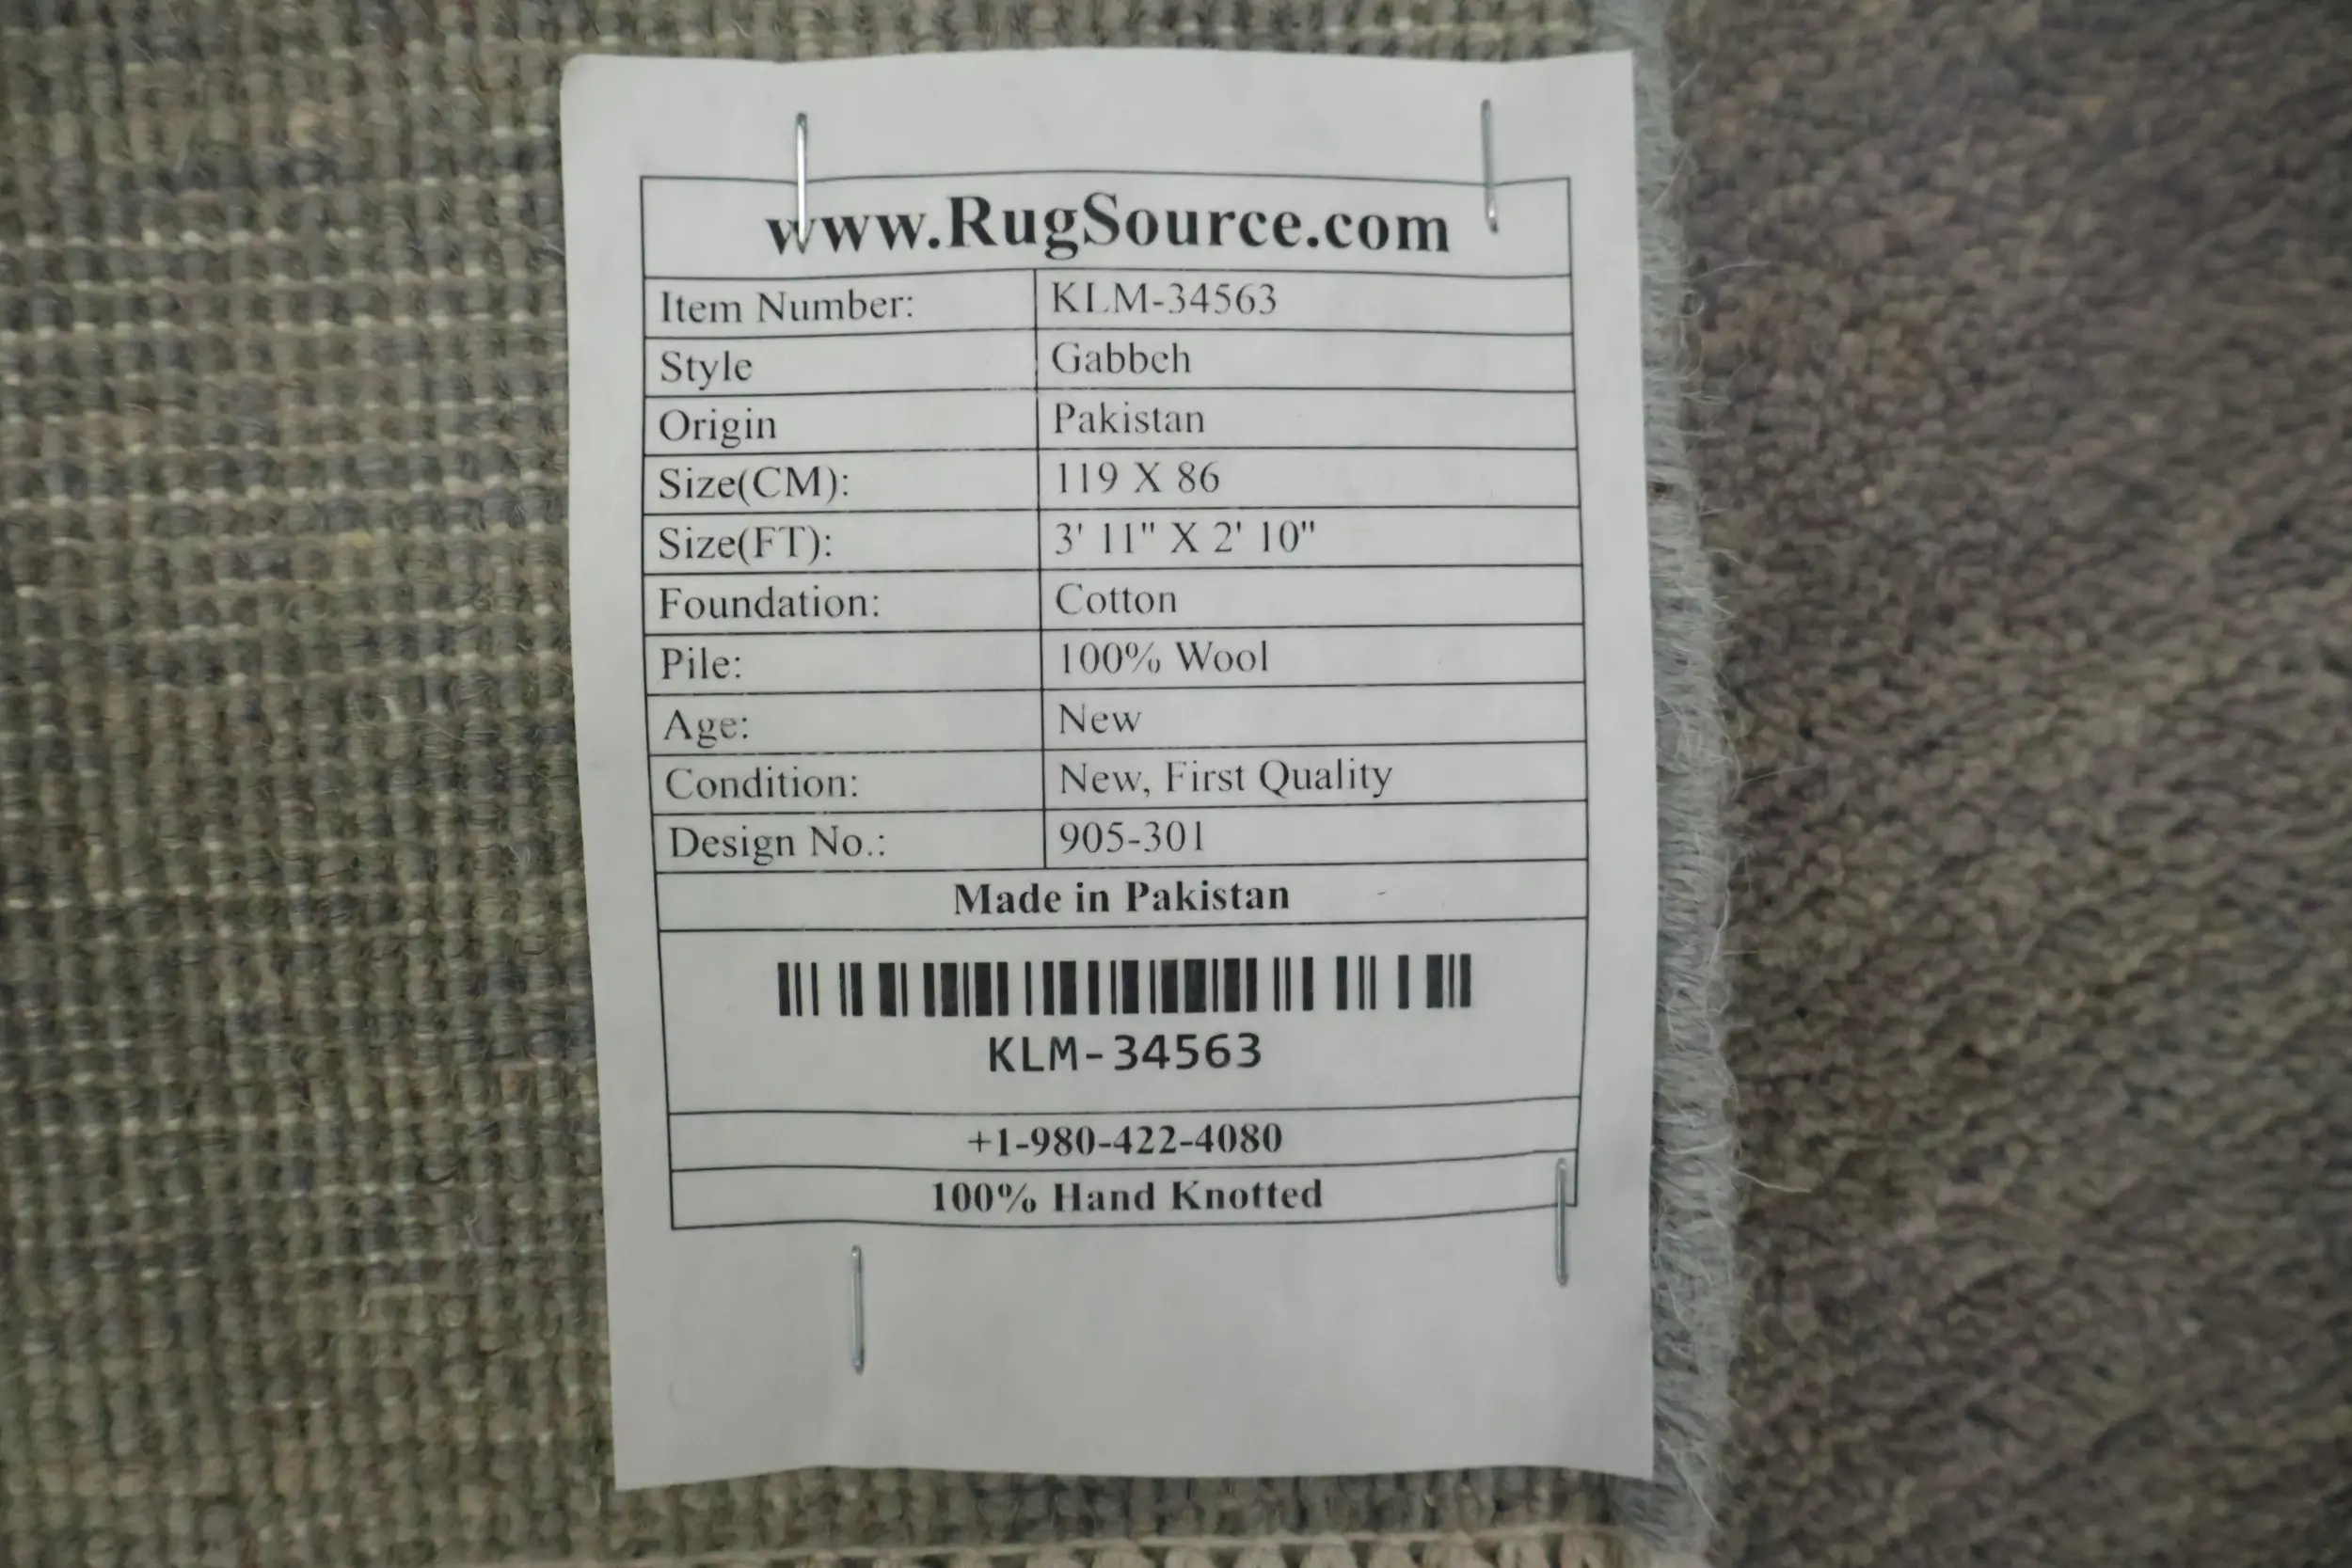 www.RugSource.com
Item Number: KLM-34563
Style Gabbeh
Origin Pakistan
Size(CM): 119 X 86
Size(FT): 3' 11" X 2' 10"
Foundation: Cotton
Pile: 100% Wool
Age: New
Condition: New, First Quality
Design No.: 905-301
Made in Pakistan
KLM-34563
+1-980-422-4080
100% Hand Knotted